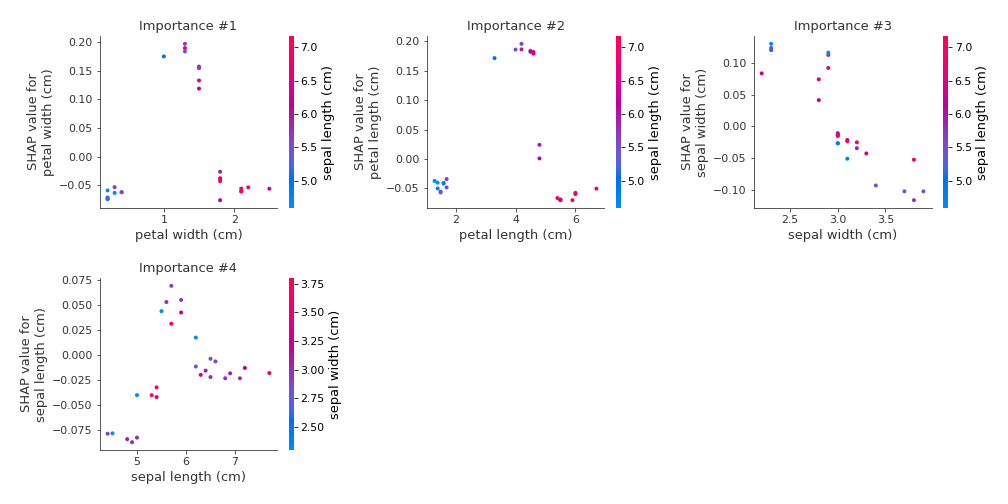 Importance #1
0.20
0.15
0.10
0.05
0.00
−0.05
SHAP value for
petal width (cm)
1
2
petal width (cm)
7.0
6.5
6.0
5.5
5.0
sepal length (cm)
Importance #2
0.20
0.15
0.10
0.05
0.00
−0.05
SHAP value for
petal length (cm)
2
4
6
petal length (cm)
7.0
6.5
6.0
5.5
5.0
sepal length (cm)
Importance #3
0.10
0.05
0.00
−0.05
−0.10
SHAP value for
sepal width (cm)
2.5
3.0
3.5
sepal width (cm)
7.0
6.5
6.0
5.5
5.0
sepal length (cm)
Importance #4
0.075
0.050
0.025
0.000
−0.025
−0.050
−0.075
SHAP value for
sepal length (cm)
5
6
7
sepal length (cm)
3.75
3.50
3.25
3.00
2.75
2.50
sepal width (cm)